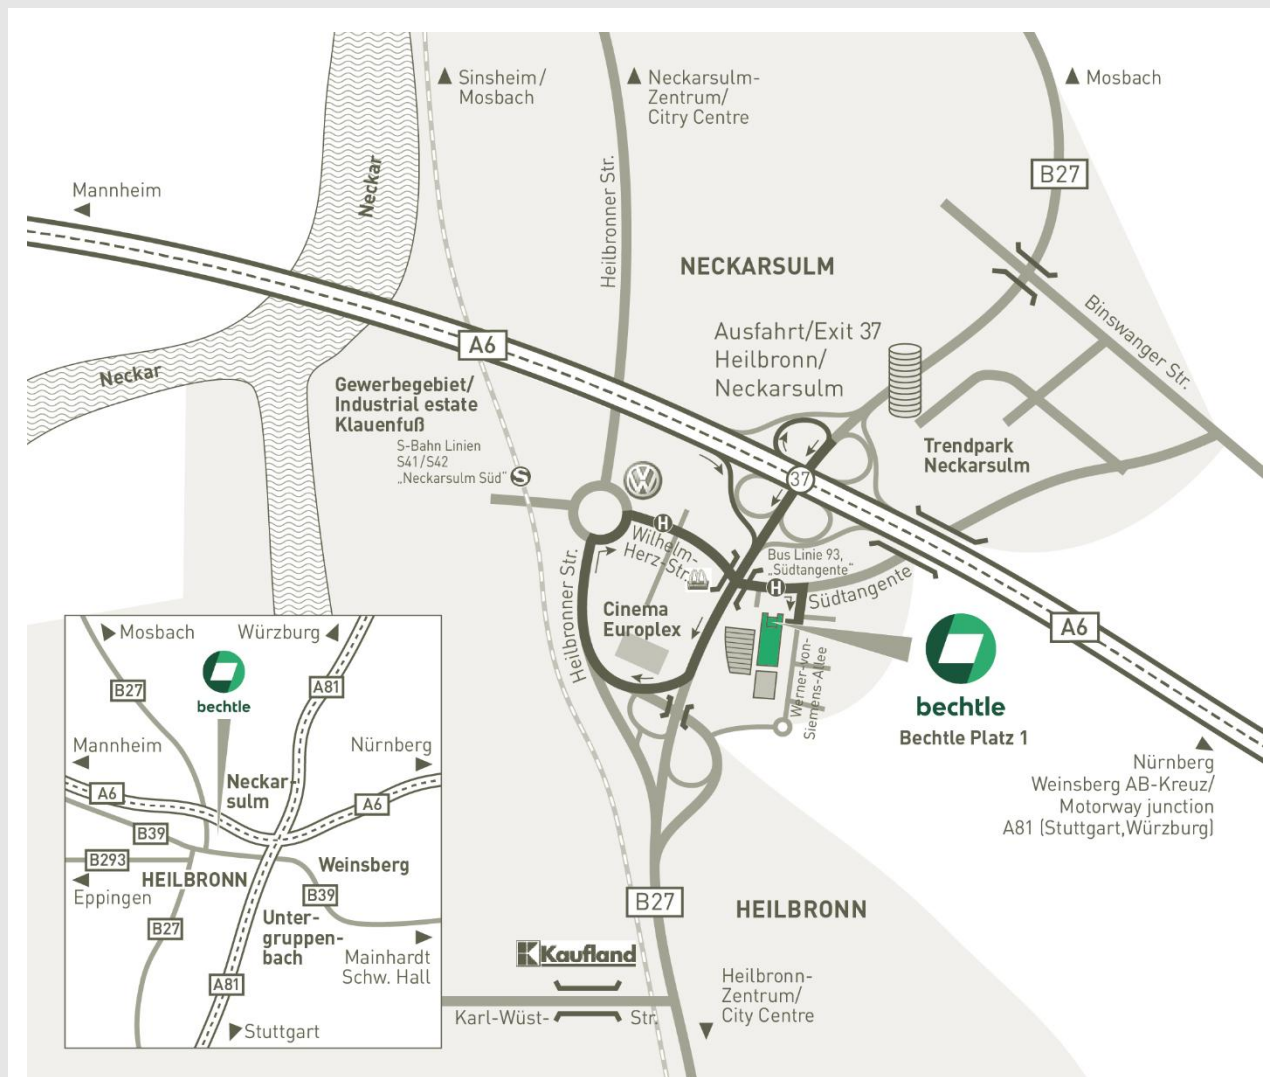 Sinsheim/
Mosbach
Neckarsulm-
Zentrum/
Citry Centre
Mosbach
B27
Mannheim
Neckar
Heilbronner Str.
NECKARSULM
Binswanger Str.
Ausfahrt/Exit 37
Heilbronn/
Neckarsulm
A6
Neckar
Gewerbegebiet/
Industrial estate
Klauenfuß
S-Bahn Linien
S41/S42
„Neckarsulm Süd"
S
VW
Trendpark
Neckarsulm
37
H
Wilhelm-
Herz-Str.
Bus Linie 93,
„Südtangente"
H
Südtangente
Heilbronner Str.
Cinema
Europlex
Werner-von-
Siemens-Allee
A6
bechtle
Bechtle Platz 1
Nürnberg
Weinsberg AB-Kreuz/
Motorway junction
A81 (Stuttgart,Würzburg)
B27
HEILBRONN
Kaufland
Karl-Wüst- Str.
Heilbronn-
Zentrum/
City Centre
Mosbach
Würzburg
B27
A81
bechtle
Mannheim
Nürnberg
Neckar-
sulm
A6
A6
B39
B293
HEILBRONN
Weinsberg
Eppingen
B39
B27
Unter-
gruppen-
bach
Mainhardt
Schw. Hall
A81
Stuttgart